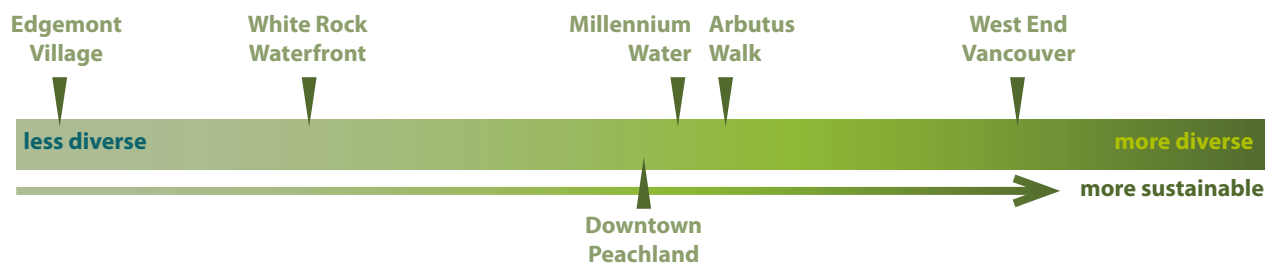 Edgemont
Village
White Rock
Waterfront
Millennium
Water
Arbutus
Walk
West End
Vancouver
less diverse
more diverse
more sustainable
Downtown
Peachland